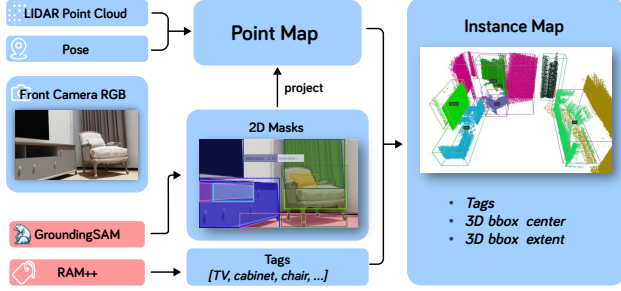 LIDAR Point Cloud
Pose
Front Camera RGB
GroundingSAM
RAM++
Point Map
project
2D Masks
Tags
[TV, cabinet, chair, ...]
Instance Map
• Tags
• 3D bbox center
• 3D bbox extent